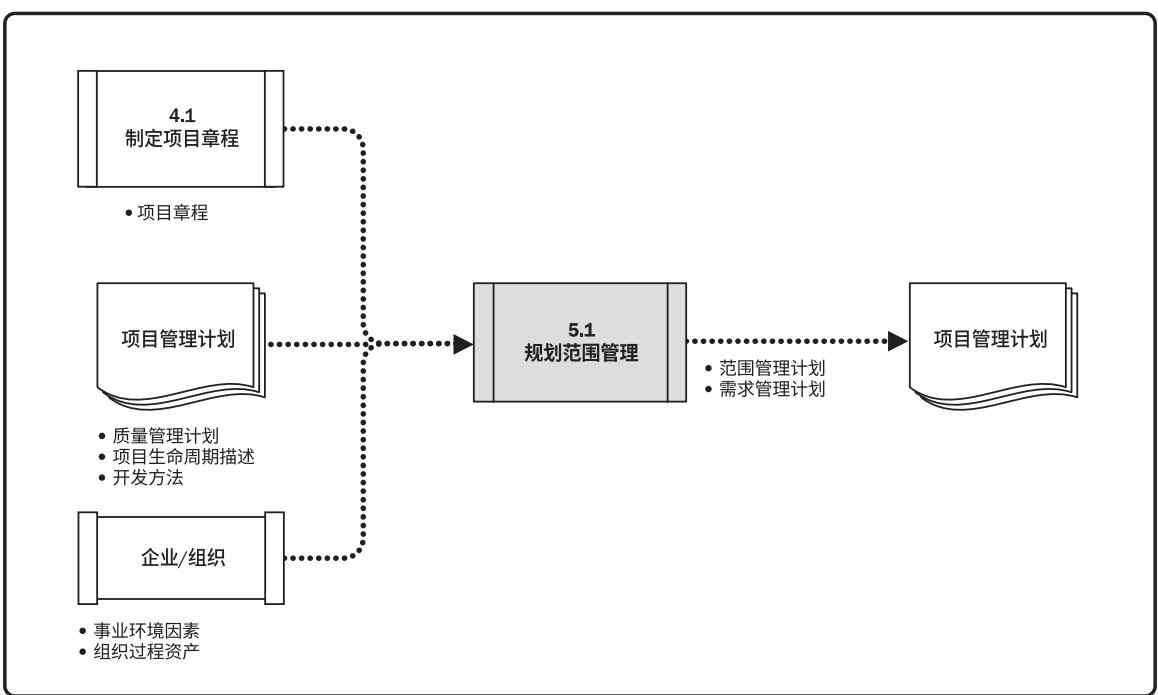 4.1
制定项目章程
• 项目章程
项目管理计划
• 质量管理计划
• 项目生命周期描述
• 开发方法
企业/组织
• 事业环境因素
• 组织过程资产
5.1
规划范围管理
• 范围管理计划
• 需求管理计划
项目管理计划